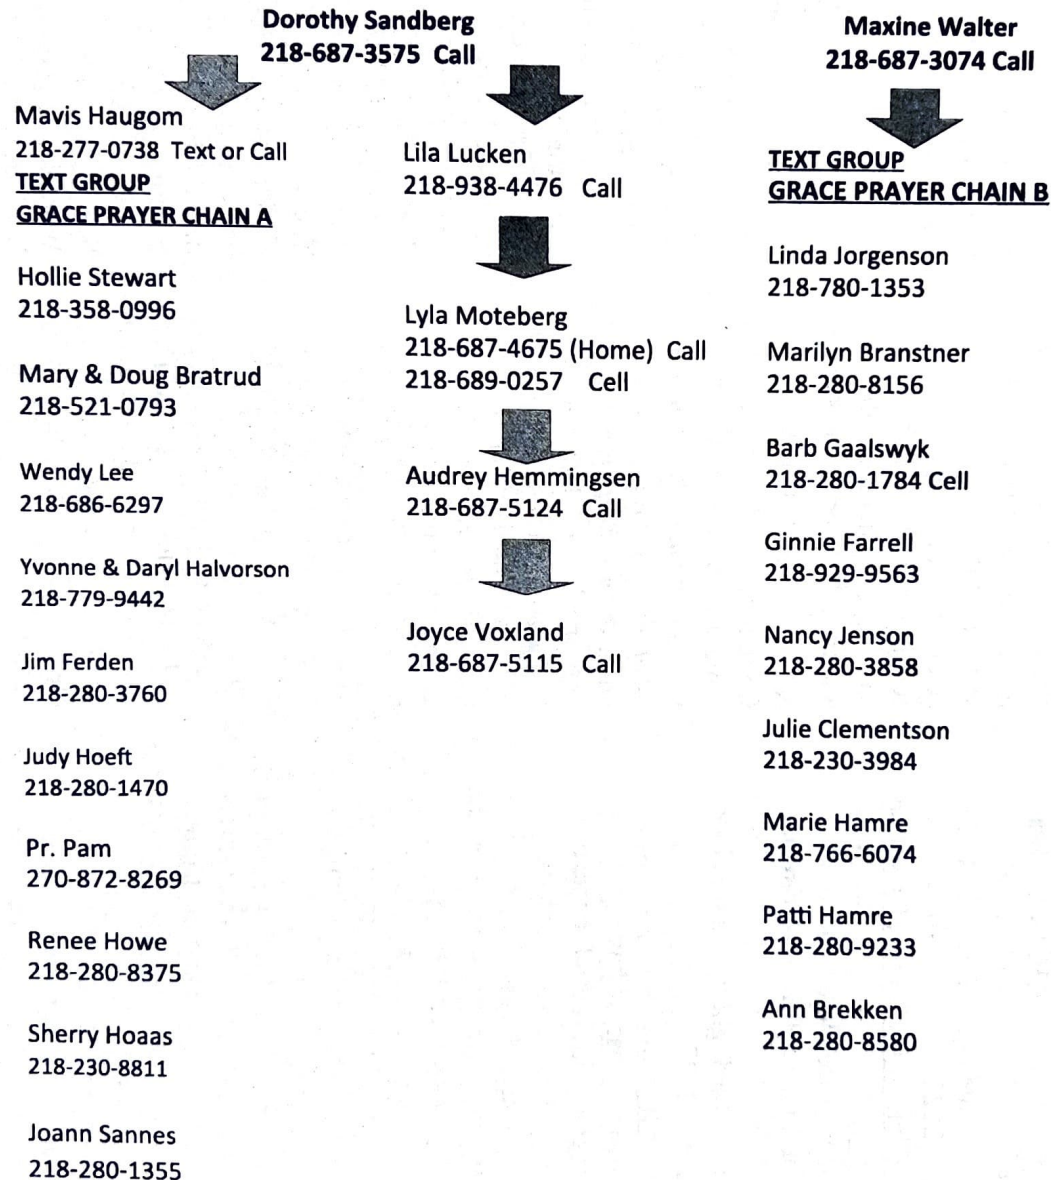 Dorothy Sandberg
218-687-3575 Call
Mavis Haugom
218-277-0738 Text or Call
TEXT GROUP
GRACE PRAYER CHAIN A
Hollie Stewart
218-358-0996
Mary & Doug Bratrud
218-521-0793
Wendy Lee
218-686-6297
Yvonne & Daryl Halvorson
218-779-9442
Jim Ferden
218-280-3760
Judy Hoeft
218-280-1470
Pr. Pam
270-872-8269
Renee Howe
218-280-8375
Sherry Hoaas
218-230-8811
Joann Sannes
218-280-1355
Lila Lucken
218-938-4476 Call
Lyla Moteberg
218-687-4675 (Home) Call
218-689-0257 Cell
Audrey Hemmingsen
218-687-5124 Call
Joyce Voxland
218-687-5115 Call
Maxine Walter
218-687-3074 Call
TEXT GROUP
GRACE PRAYER CHAIN B
Linda Jorgenson
218-780-1353
Marilyn Branstner
218-280-8156
Barb Gaalswyk
218-280-1784 Cell
Ginnie Farrell
218-929-9563
Nancy Jenson
218-280-3858
Julie Clementson
218-230-3984
Marie Hamre
218-766-6074
Patti Hamre
218-280-9233
Ann Brekken
218-280-8580